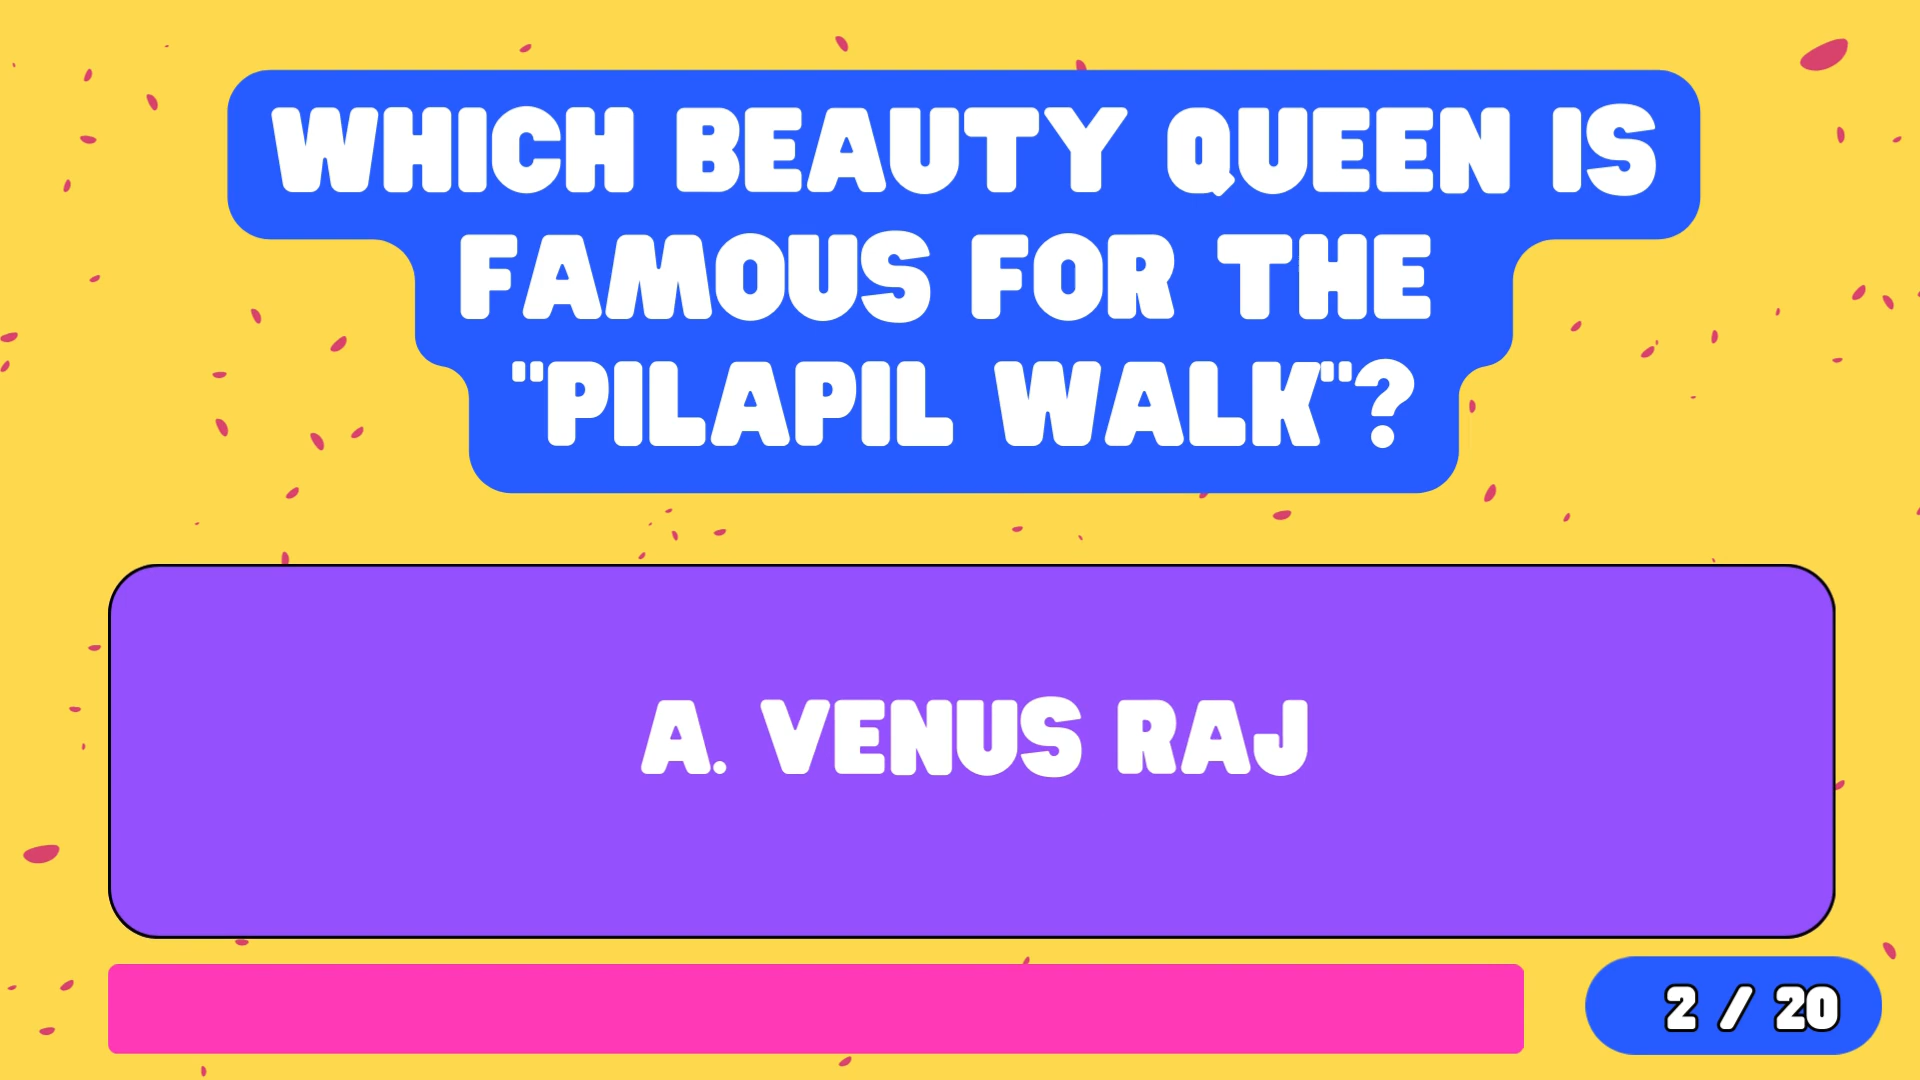 WHICH BEAUTY QUEEN IS
FAMOUS FOR THE
"PILAPIL WALK"?
A. VENUS RAJ
2 / 20